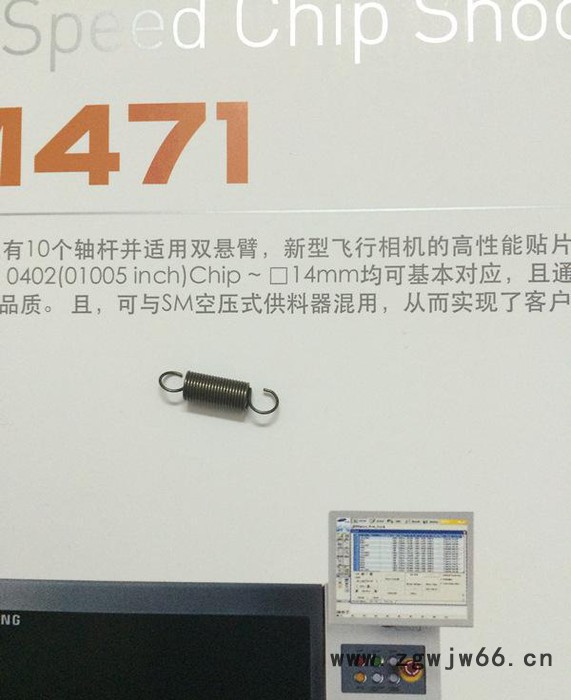 Speed Chip Shoo
471
有10个轴杆并适用双悬臂，新型飞行相机的高性能贴片
0402(01005 inch)Chip ~ □14mm均可基本对应，且通
品质。且，可与SM空压式供料器混用，从而实现了客户
NG
www.zgwjw66.cn